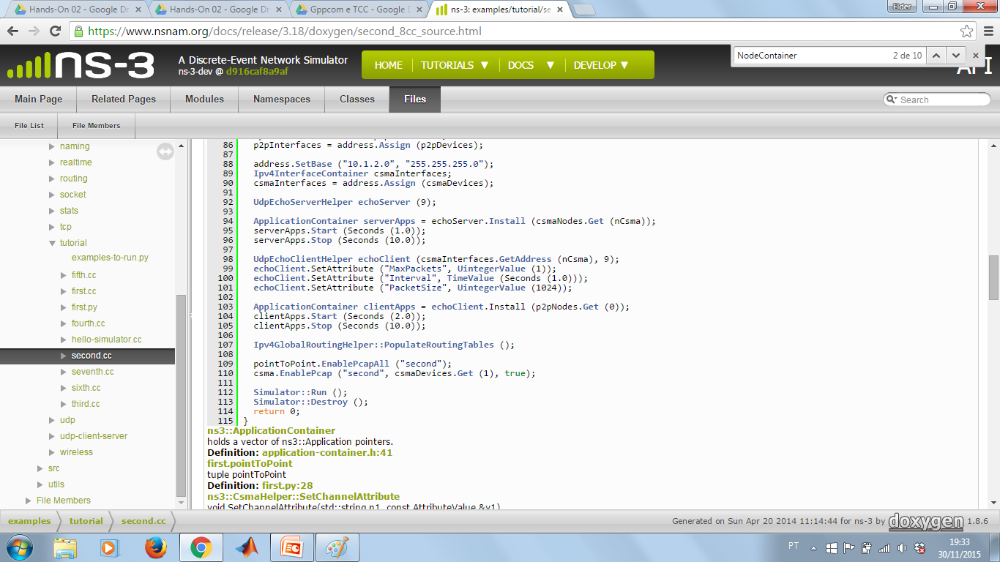 Hands-On 02 - Google Dr
Hands-On 02 - Google Dr
Gppcom e TCC - Google D
ns-3: examples/tutorial/se
Elder
https://www.nsnam.org/docs/release/3.18/doxygen/second_8cc_source.html
NS-3
A Discrete-Event Network Simulator
ns-3-dev @ d916caf8a9af
HOME TUTORIALS ▼ DOCS ▼ DEVELOP ▼
NodeContainer 2 de 10
API
Main Page Related Pages Modules Namespaces Classes Files
Search
File List File Members
naming
realtime
routing
socket
stats
tcp
tutorial
examples-to-run.py
fifth.cc
first.cc
first.py
fourth.cc
hello-simulator.cc
second.cc
seventh.cc
sixth.cc
third.cc
udp
udp-client-server
wireless
src
utils
File Members
86 p2pInterfaces = address.Assign (p2pDevices);
87
88 address.SetBase ("10.1.2.0", "255.255.255.0");
89 Ipv4InterfaceContainer csmaInterfaces;
90 csmaInterfaces = address.Assign (csmaDevices);
91
92 UdpEchoServerHelper echoServer (9);
93
94 ApplicationContainer serverApps = echoServer.Install (csmaNodes.Get (nCsma));
95 serverApps.Start (Seconds (1.0));
96 serverApps.Stop (Seconds (10.0));
97
98 UdpEchoClientHelper echoClient (csmaInterfaces.GetAddress (nCsma), 9);
99 echoClient.SetAttribute ("MaxPackets", UintegerValue (1));
100 echoClient.SetAttribute ("Interval", TimeValue (Seconds (1.0)));
101 echoClient.SetAttribute ("PacketSize", UintegerValue (1024));
102
103 ApplicationContainer clientApps = echoClient.Install (p2pNodes.Get (0));
104 clientApps.Start (Seconds (2.0));
105 clientApps.Stop (Seconds (10.0));
106
107 Ipv4GlobalRoutingHelper::PopulateRoutingTables ();
108
109 pointToPoint.EnablePcapAll ("second");
110 csma.EnablePcap ("second", csmaDevices.Get (1), true);
111
112 Simulator::Run ();
113 Simulator::Destroy ();
114 return 0;
115 }
ns3::ApplicationContainer
holds a vector of ns3::Application pointers.
Definition: application-container.h:41
first.pointToPoint
tuple pointToPoint
Definition: first.py:28
ns3::CsmaHelper::SetChannelAttribute
void SetChannelAttribute(std::string n1, const AttributeValue &v1)
examples tutorial second.cc
Generated on Sun Apr 20 2014 11:14:44 for ns-3 by doxygen 1.8.6
PT
19:33
30/11/2015